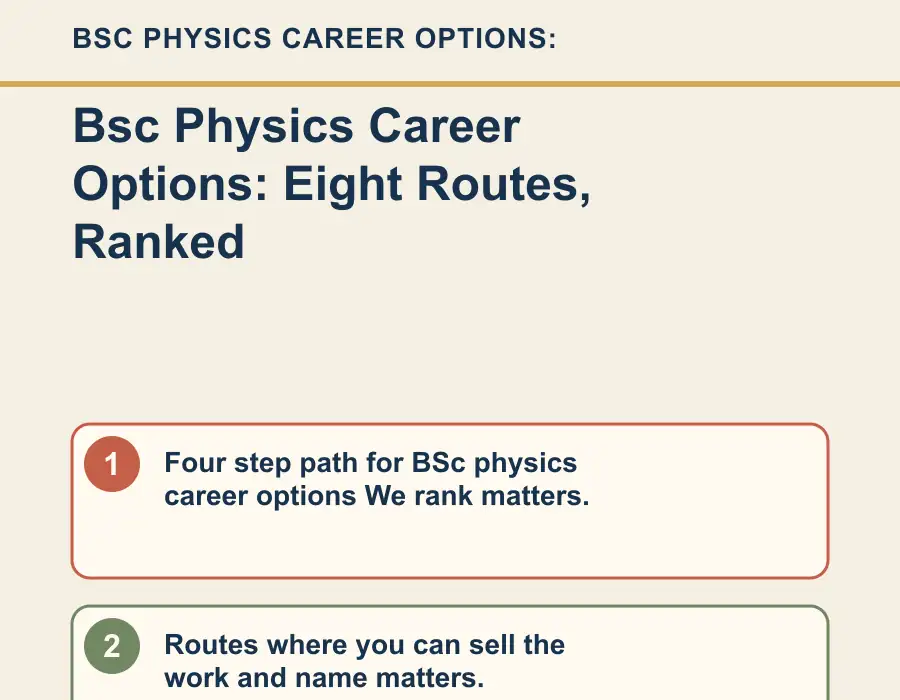 BSC PHYSICS CAREER OPTIONS:
Bsc Physics Career
Options: Eight Routes,
Ranked
1
Four step path for BSc physics
career options We rank matters.
2
Routes where you can sell the
work and name matters.